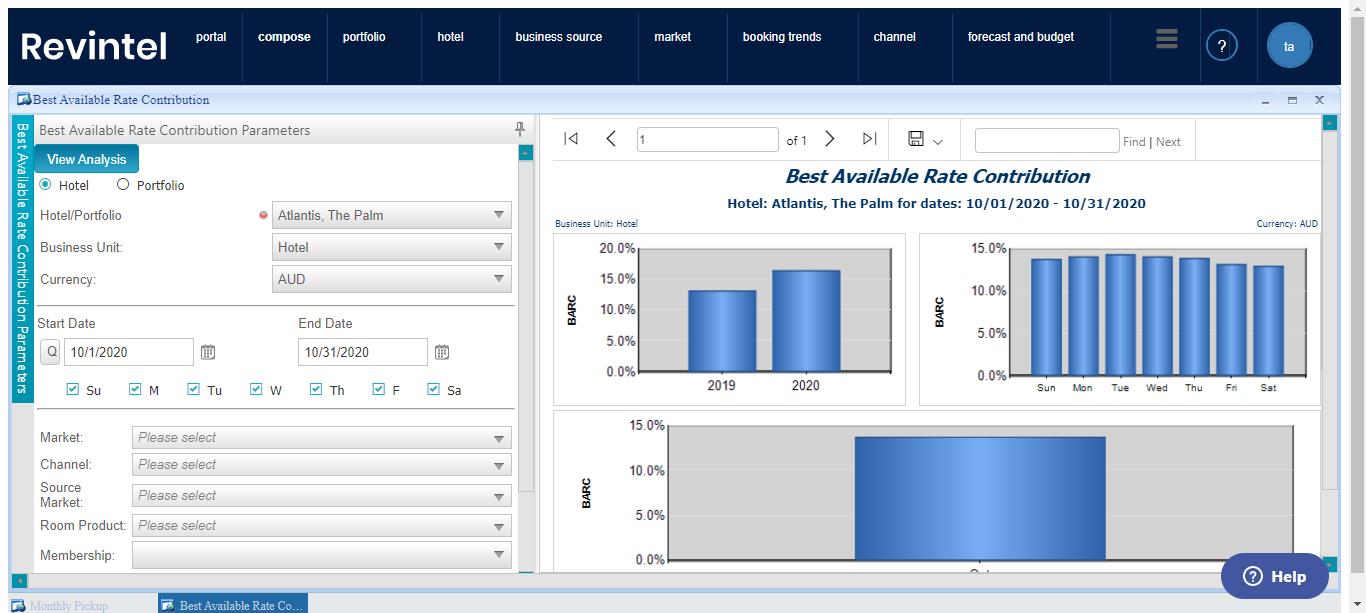 Revintel
portal
compose
portfolio
hotel
business source
market
booking trends
channel
forecast and budget
?
ta
Best Available Rate Contribution
Best Available Rate Contribution Parameters
Best Available Rate Contribution Parameters
View Analysis
Hotel
Portfolio
Hotel/Portfolio
Atlantis, The Palm
Business Unit:
Hotel
Currency:
AUD
Start Date
End Date
Q
10/1/2020
10/31/2020
Su
M
Tu
W
Th
F
Sa
Market:
Please select
Channel:
Please select
Source
Market:
Please select
Room Product:
Please select
Membership:
1
of 1
Find | Next
Best Available Rate Contribution
Hotel: Atlantis, The Palm for dates: 10/01/2020 - 10/31/2020
Business Unit: Hotel
Currency: AUD
20.0%
15.0%
10.0%
5.0%
0.0%
BARC
2019
2020
15.0%
10.0%
5.0%
0.0%
BARC
Sun
Mon
Tue
Wed
Thu
Fri
Sat
15.0%
10.0%
5.0%
0.0%
BARC
? Help
Monthly Pickup
Best Available Rate Co...